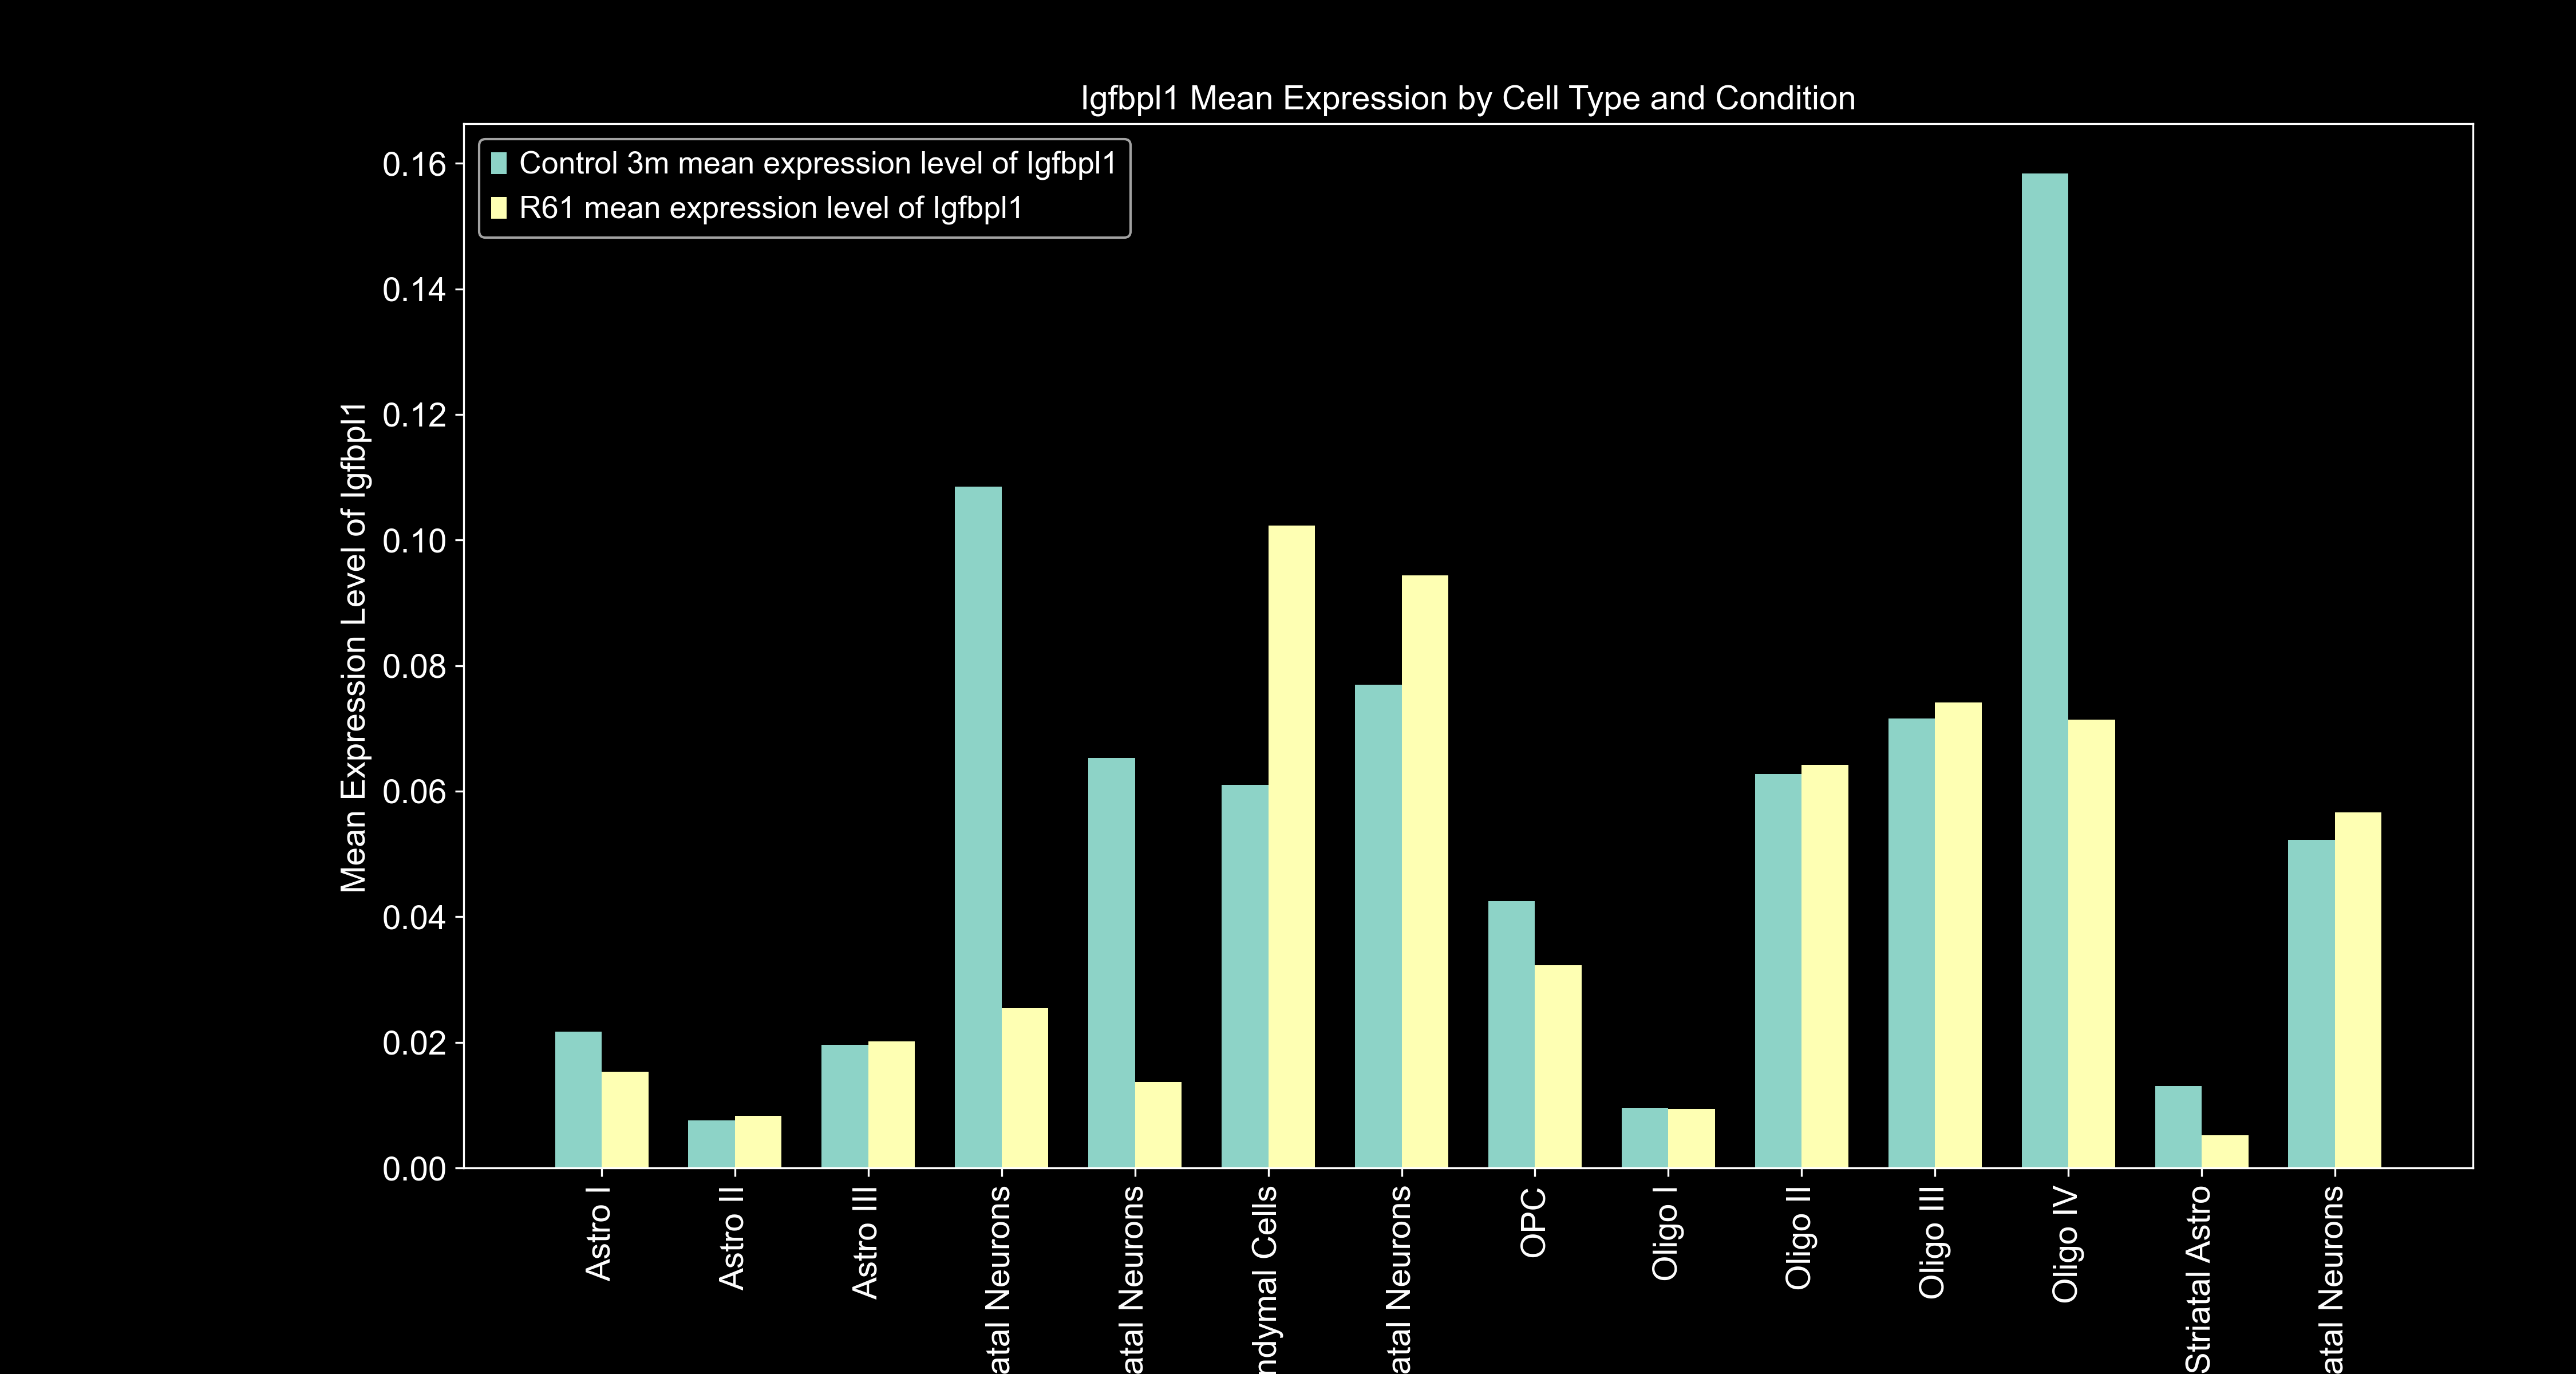 Igfbpl1 Mean Expression by Cell Type and Condition
Control 3m mean expression level of Igfbpl1
R61 mean expression level of Igfbpl1
Mean Expression Level of Igfbpl1
0.16
0.14
0.12
0.10
0.08
0.06
0.04
0.02
0.00
Astro I
Astro II
Astro III
atal Neurons
atal Neurons
ndymal Cells
atal Neurons
OPC
Oligo I
Oligo II
Oligo III
Oligo IV
Striatal Astro
atal Neurons